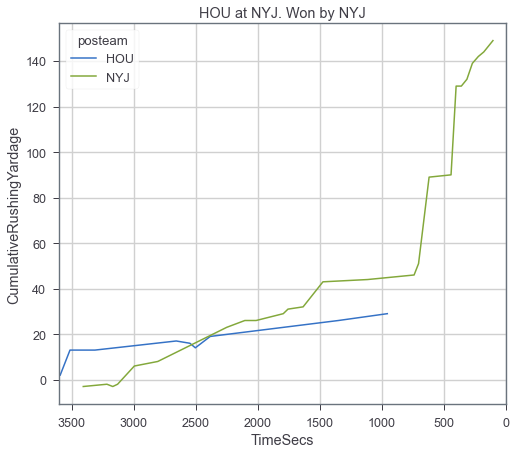 HOU at NYJ. Won by NYJ
posteam
HOU
NYJ
CumulativeRushingYardage
140
120
100
80
60
40
20
0
3500 3000 2500 2000 1500 1000 500 0
TimeSecs